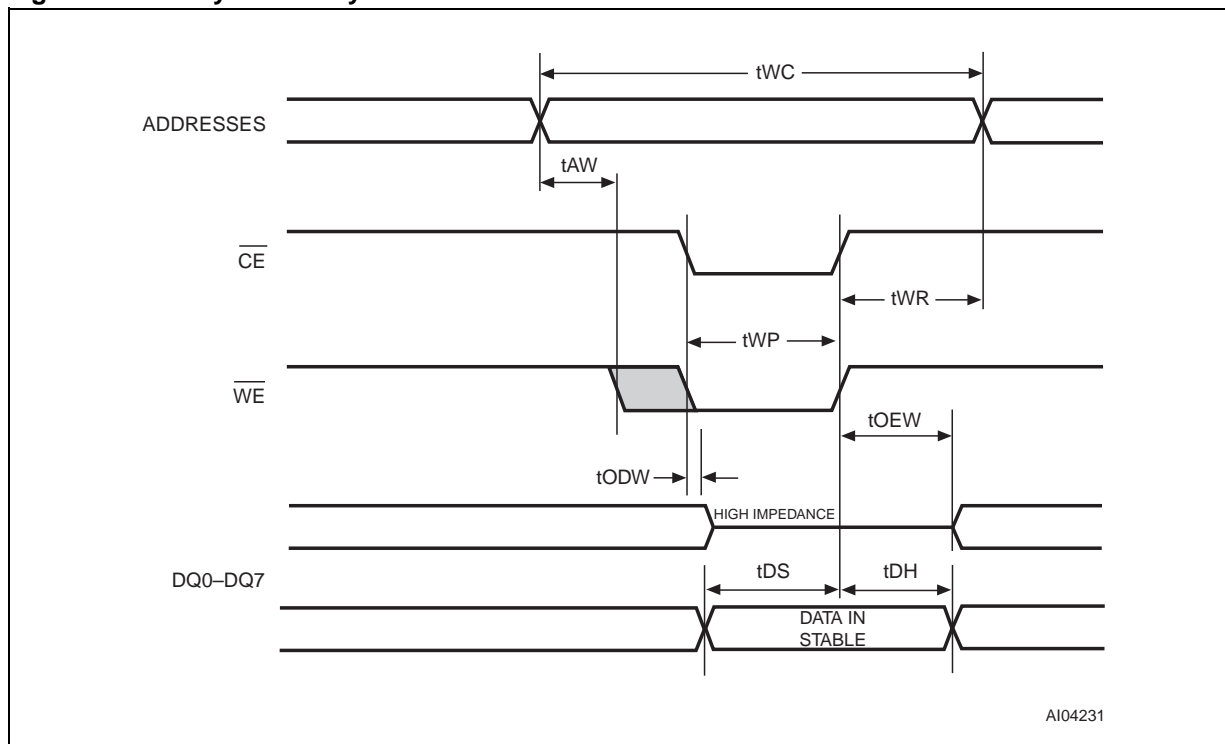 tWC
ADDRESSES
tAW
CE
tWR
tWP
WE
tOEW
tODW
HIGH IMPEDANCE
DQ0–DQ7
tDS
tDH
DATA IN
STABLE
AI04231